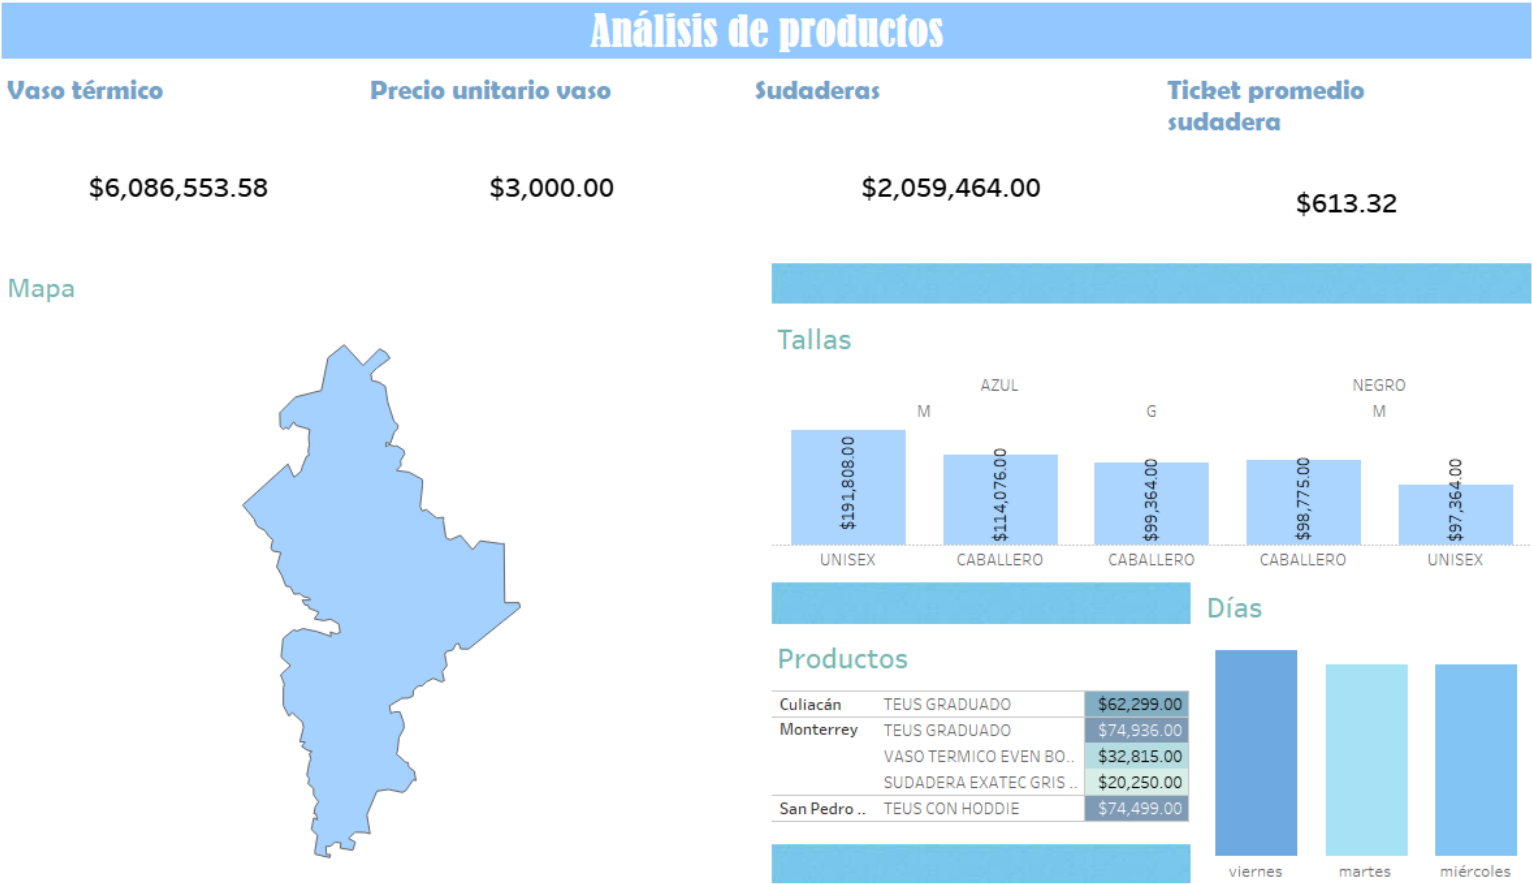 Análisis de productos
Vaso térmico
Precio unitario vaso
Sudaderas
Ticket promedio
sudadera
$6,086,553.58
$3,000.00
$2,059,464.00
$613.32
Mapa
Tallas
AZUL
NEGRO
M
G
M
$191,808.00
$114,076.00
$99,364.00
$98,775.00
$97,364.00
UNISEX
CABALLERO
CABALLERO
CABALLERO
UNISEX
Productos
Culiacán TEUS GRADUADO $62,299.00
Monterrey TEUS GRADUADO $74,936.00
VASO TERMICO EVEN BO.. $32,815.00
SUDADERA EXATEC GRIS .. $20,250.00
San Pedro .. TEUS CON HODDIE $74,499.00
Días
viernes
martes
miércoles